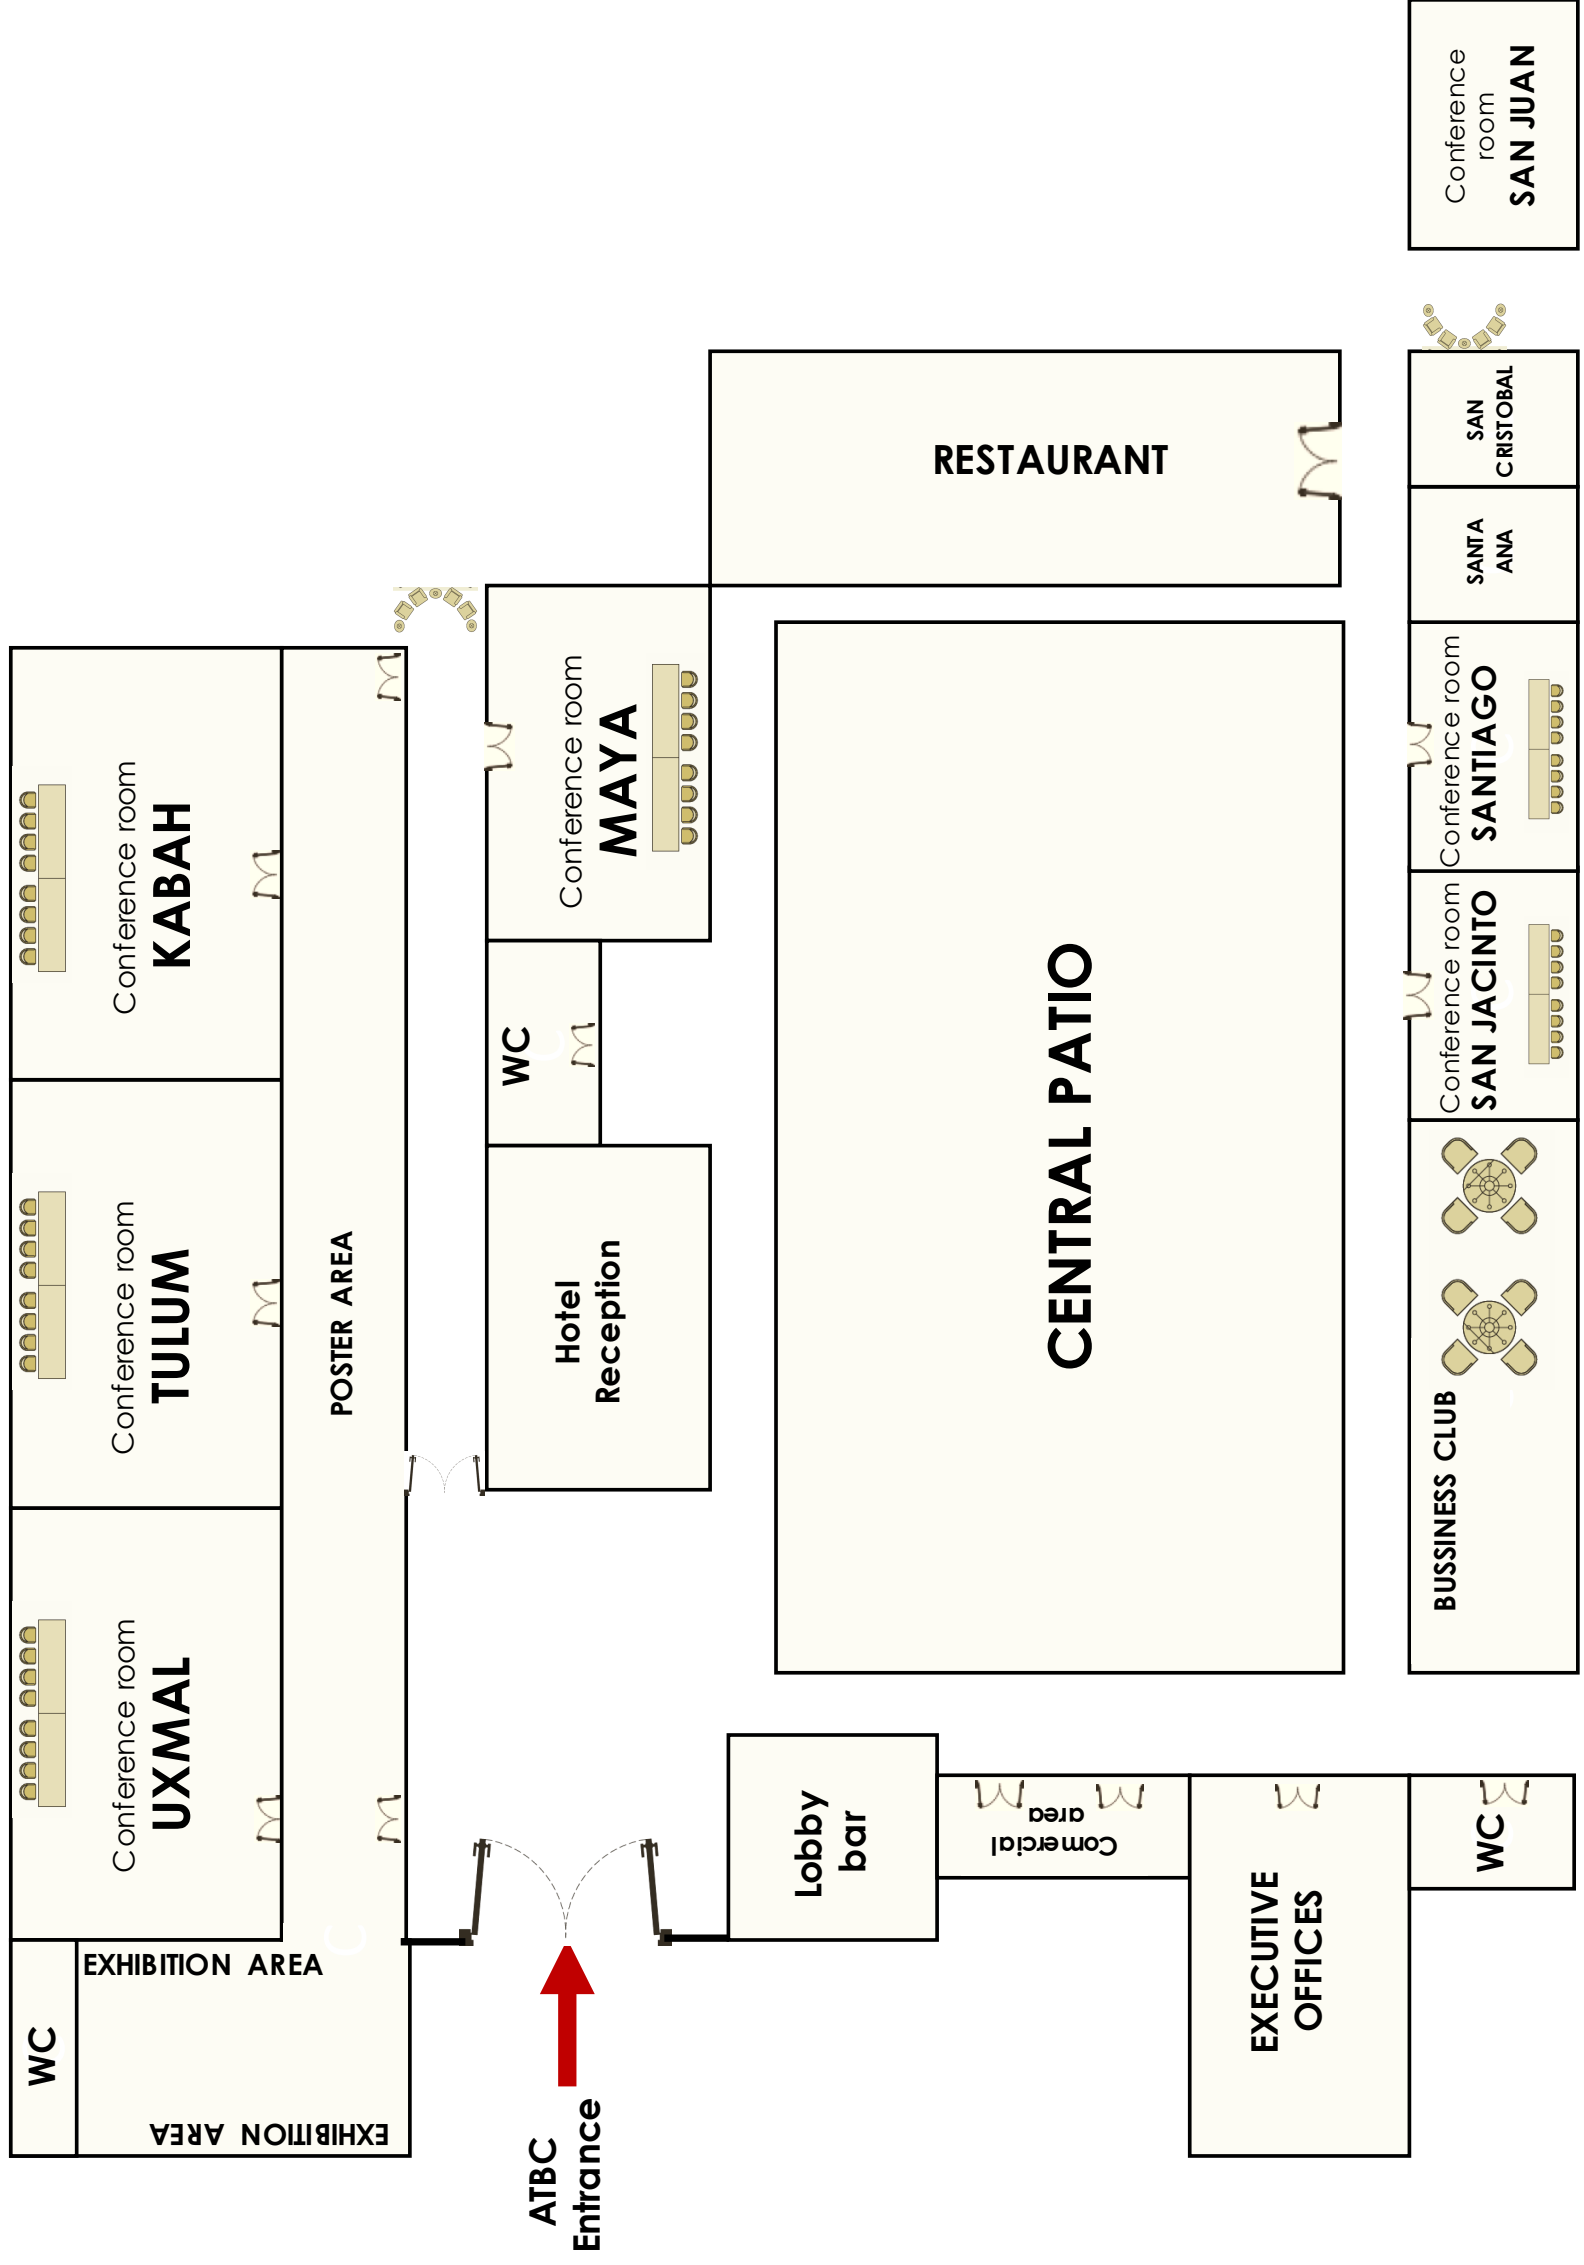 Conference
room
SAN JUAN
SAN
CRISTOBAL
RESTAURANT
SANTA
ANA
Conference room
KABAH
Conference room
MAYA
Conference room
SANTIAGO
Conference room
SAN JACINTO
WC
CENTRAL PATIO
Conference room
TULUM
POSTER AREA
Hotel
Reception
BUSSINESS CLUB
Conference room
UXMAL
Lobby
bar
Comercial
area
WC
EXECUTIVE
OFFICES
EXHIBITION AREA
WC
EXHIBITION AREA
ATBC
Entrance